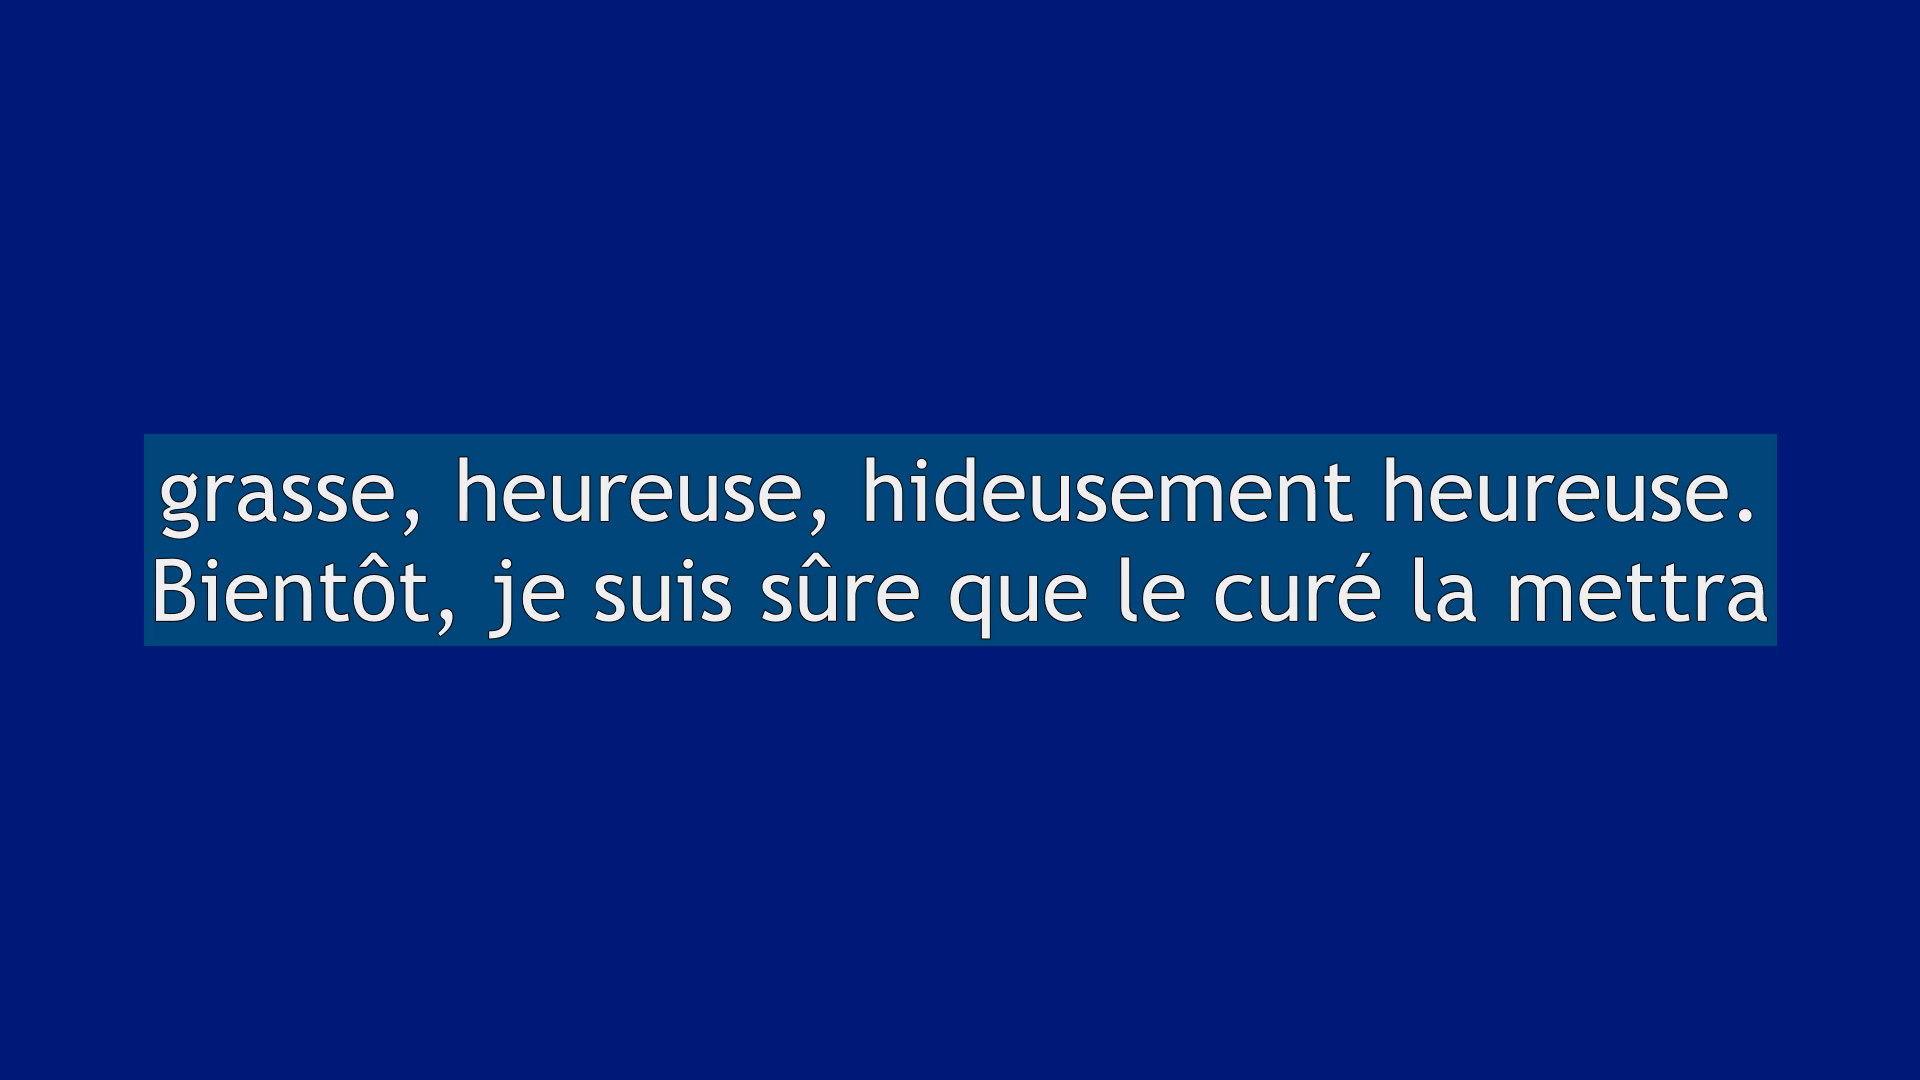 grasse, heureuse, hideusement heureuse.
Bientôt, je suis sûre que le curé la mettra